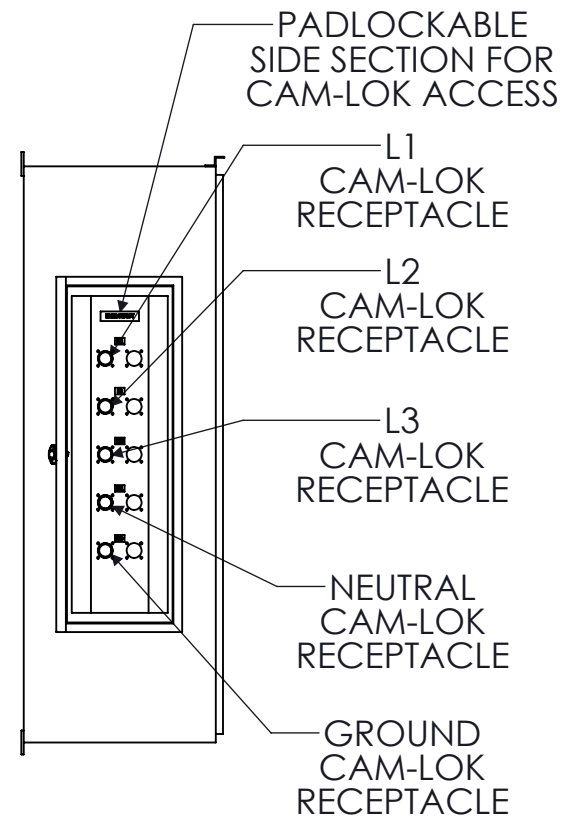 PADLOCKABLE
SIDE SECTION FOR
CAM-LOK ACCESS
L1
CAM-LOK
RECEPTACLE
L2
CAM-LOK
RECEPTACLE
L3
CAM-LOK
RECEPTACLE
NEUTRAL
CAM-LOK
RECEPTACLE
GROUND
CAM-LOK
RECEPTACLE